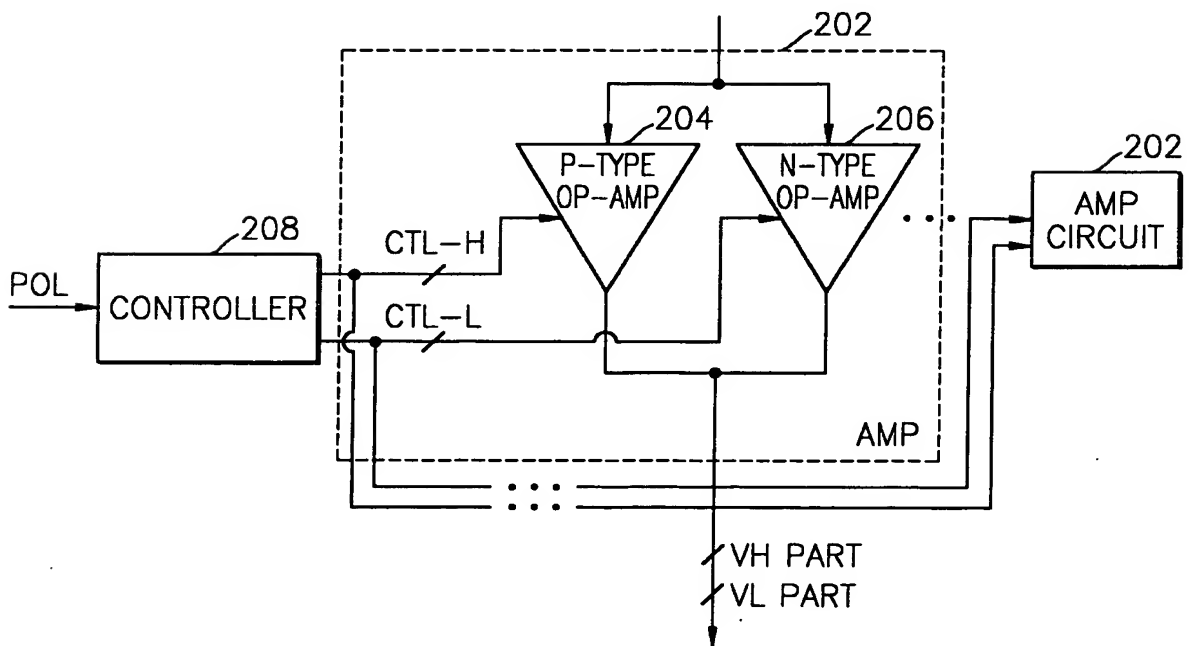 202
204
206
P-TYPE
OP-AMP
N-TYPE
OP-AMP
202
AMP
CIRCUIT
208
CTL-H
POL
CONTROLLER
CTL-L
AMP
VH PART
VL PART